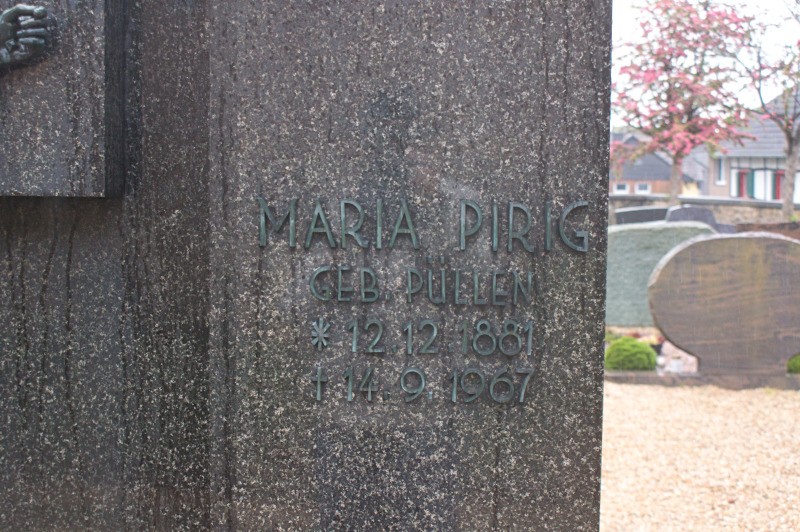 MARIA PIRIG
GEB. PÜLLEN
* 12.12.1881
† 14.9.1967